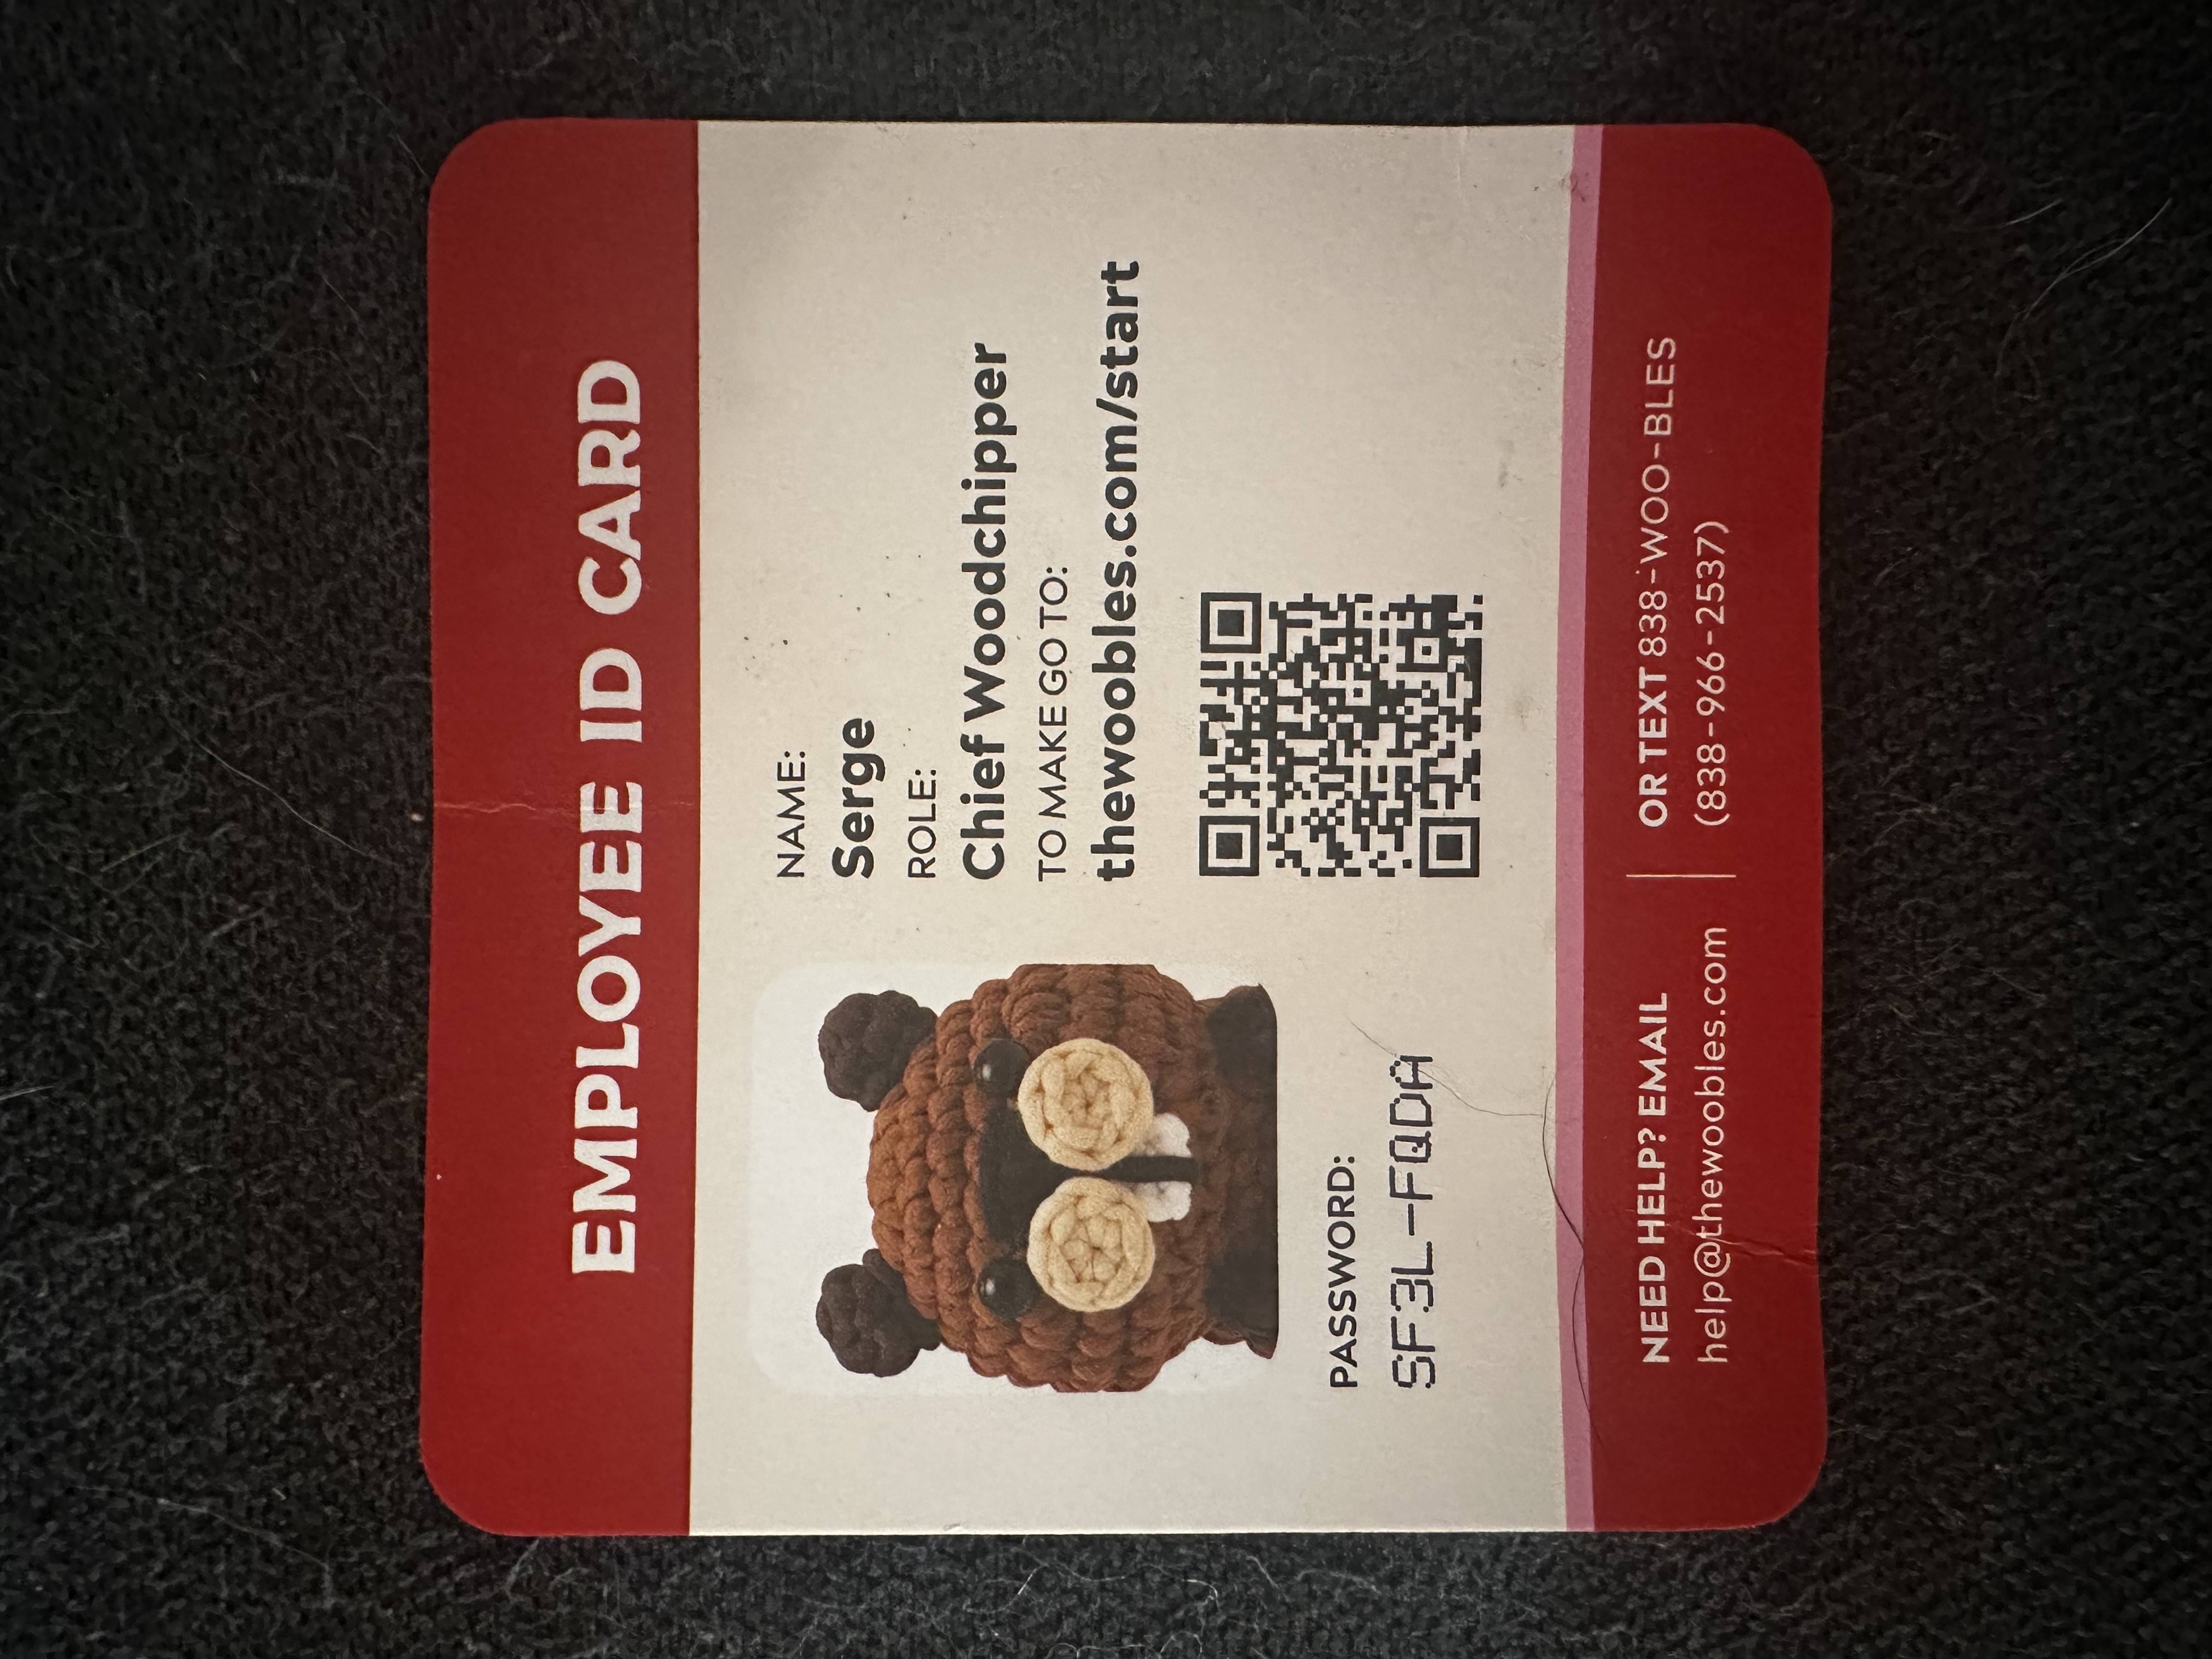 EMPLOYEE ID CARD
NAME:
Serge
ROLE:
Chief Woodchipper
TO MAKE GO TO:
thewoobles.com/start
PASSWORD:
SF3L-FQDA
NEED HELP? EMAIL
help@thewoobles.com
OR TEXT 838-WOO-BLES
(838-966-2537)